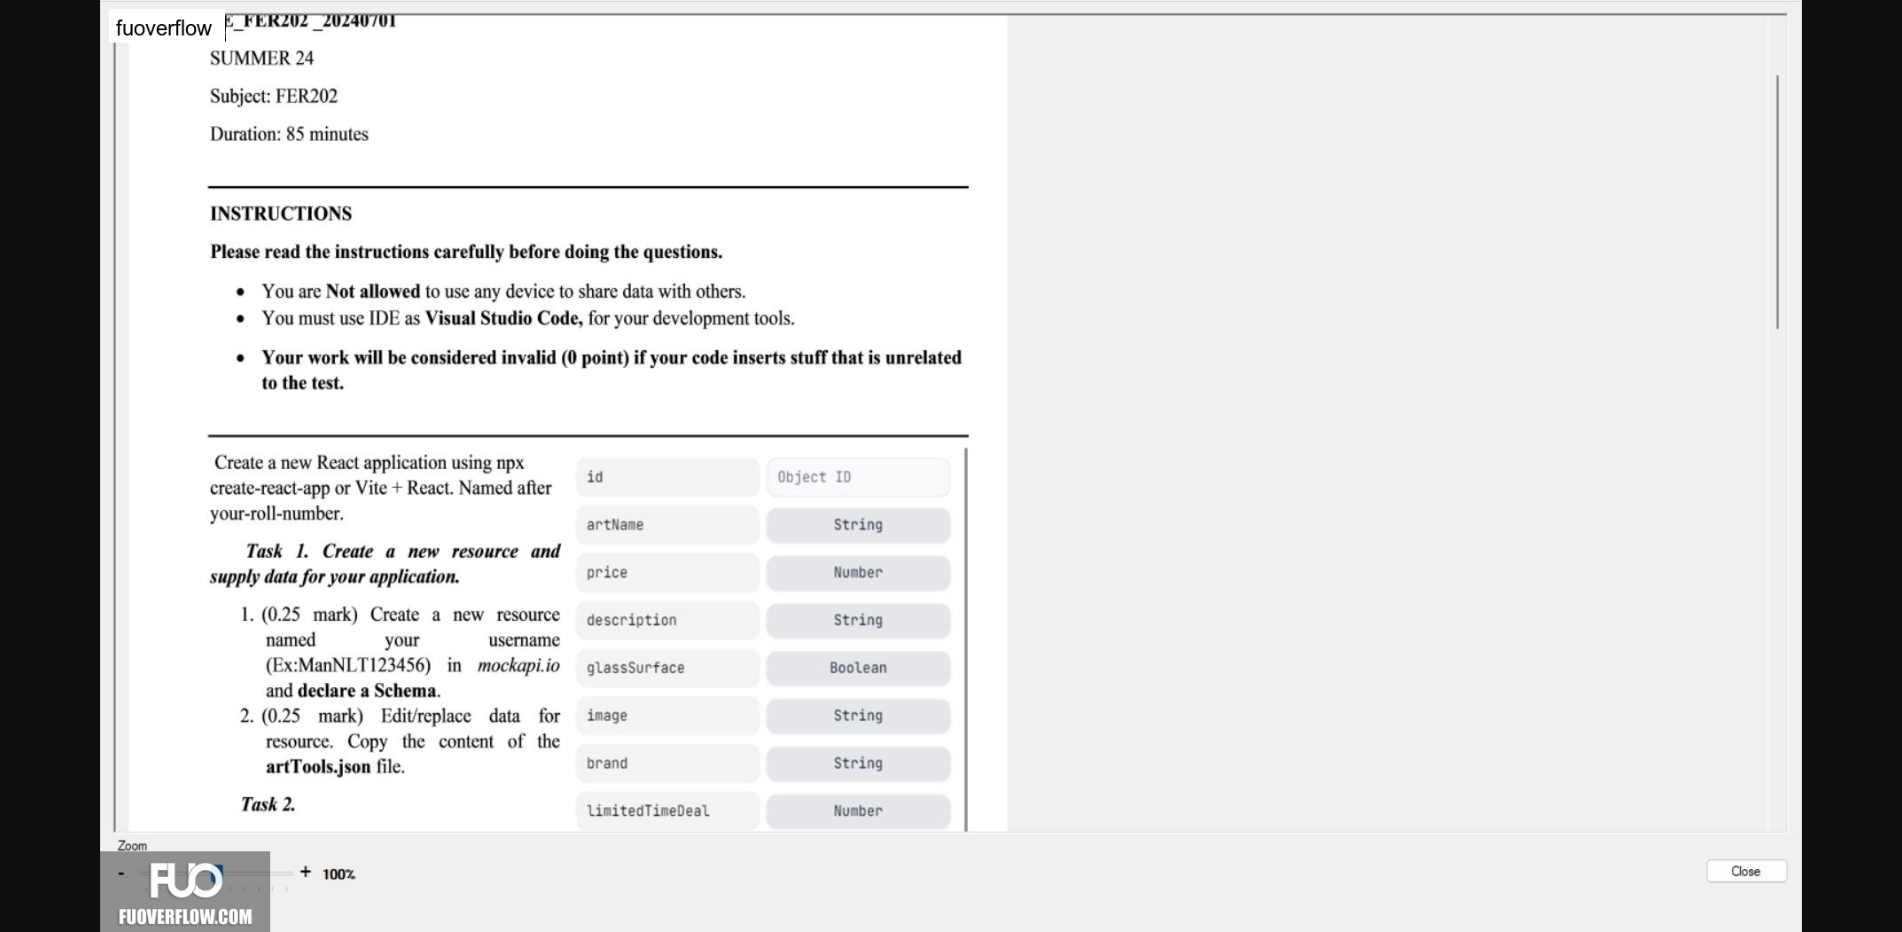 fuoverflow
E_FER202 _20240701
SUMMER 24
Subject: FER202
Duration: 85 minutes
INSTRUCTIONS
Please read the instructions carefully before doing the questions.
• You are Not allowed to use any device to share data with others.
• You must use IDE as Visual Studio Code, for your development tools.
• Your work will be considered invalid (0 point) if your code inserts stuff that is unrelated
to the test.
Create a new React application using npx
create-react-app or Vite + React. Named after
your-roll-number.
Task 1. Create a new resource and
supply data for your application.
1. (0.25 mark) Create a new resource
named your username
(Ex:ManNLT123456) in mockapi.io
and declare a Schema.
2. (0.25 mark) Edit/replace data for
resource. Copy the content of the
artTools.json file.
Task 2.
id Object ID
artName String
price Number
description String
glassSurface Boolean
image String
brand String
limitedTimeDeal Number
Zoom
- + 100%
Close
FUO
FUOVERFLOW.COM